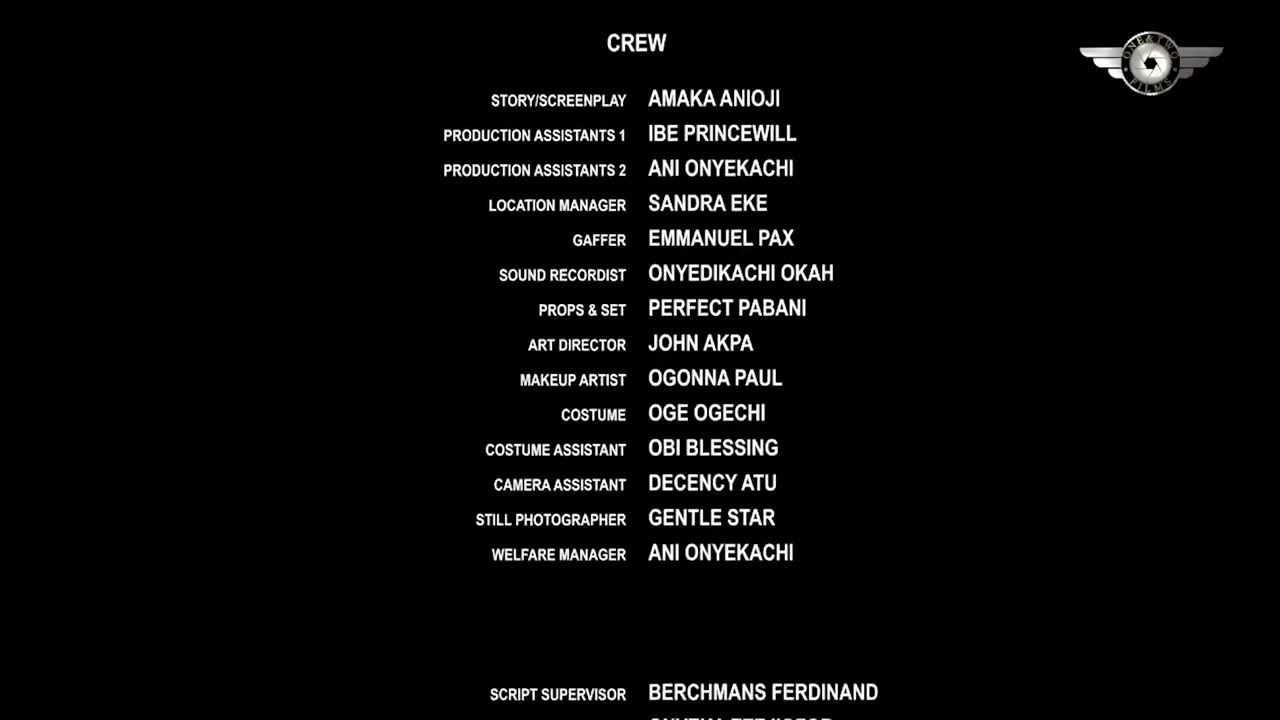 CREW
ONE&TWO
FILMS
STORY/SCREENPLAY AMAKA ANIOJI
PRODUCTION ASSISTANTS 1 IBE PRINCEWILL
PRODUCTION ASSISTANTS 2 ANI ONYEKACHI
LOCATION MANAGER SANDRA EKE
GAFFER EMMANUEL PAX
SOUND RECORDIST ONYEDIKACHI OKAH
PROPS & SET PERFECT PABANI
ART DIRECTOR JOHN AKPA
MAKEUP ARTIST OGONNA PAUL
COSTUME OGE OGECHI
COSTUME ASSISTANT OBI BLESSING
CAMERA ASSISTANT DECENCY ATU
STILL PHOTOGRAPHER GENTLE STAR
WELFARE MANAGER ANI ONYEKACHI
SCRIPT SUPERVISOR BERCHMANS FERDINAND